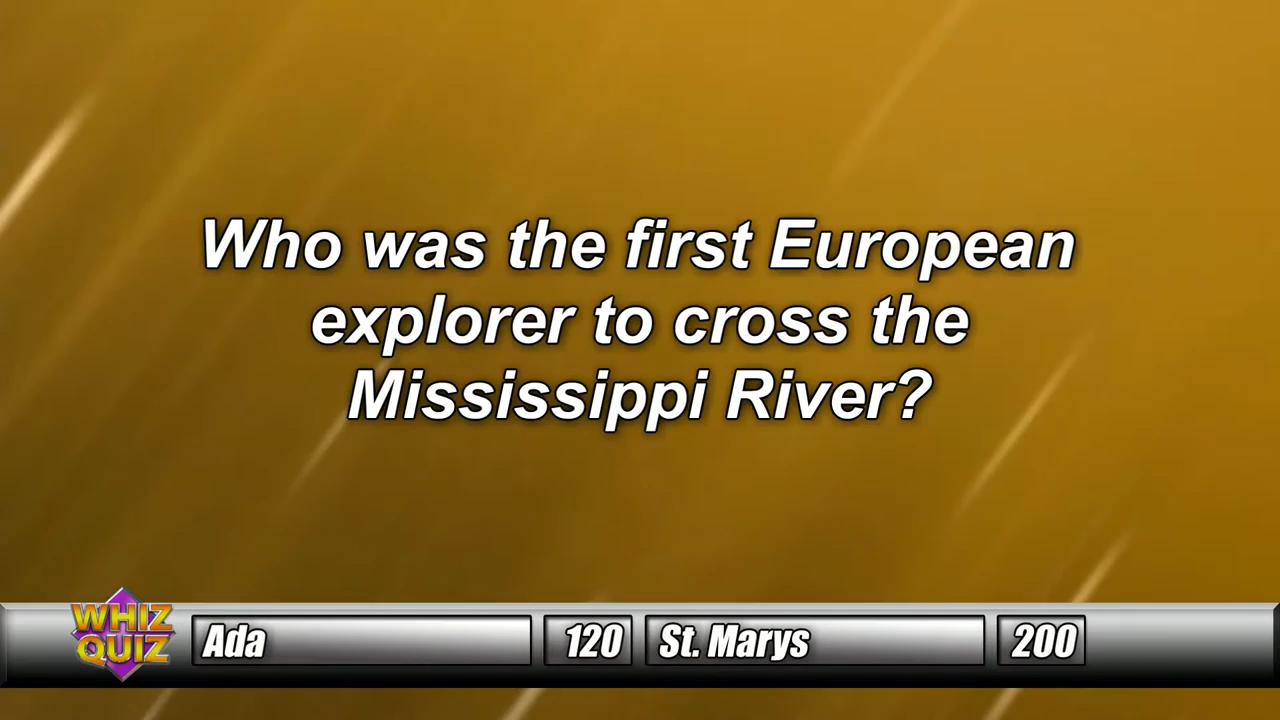 Who was the first European
explorer to cross the
Mississippi River?
WHIZ
QUIZ
Ada
120
St. Marys
200